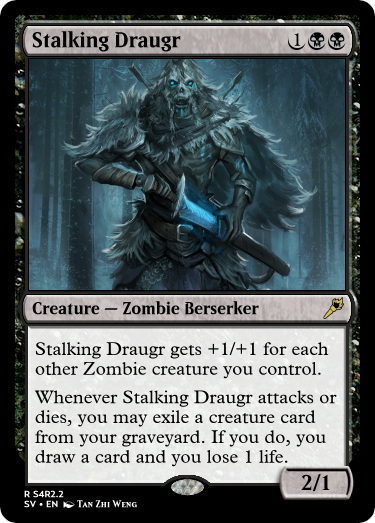 Stalking Draugr 1
Creature — Zombie Berserker
Stalking Draugr gets +1/+1 for each
other Zombie creature you control.
Whenever Stalking Draugr attacks or
dies, you may exile a creature card
from your graveyard. If you do, you
draw a card and you lose 1 life.
2/1
R S4R2.2
SV • EN Tan Zhi Weng